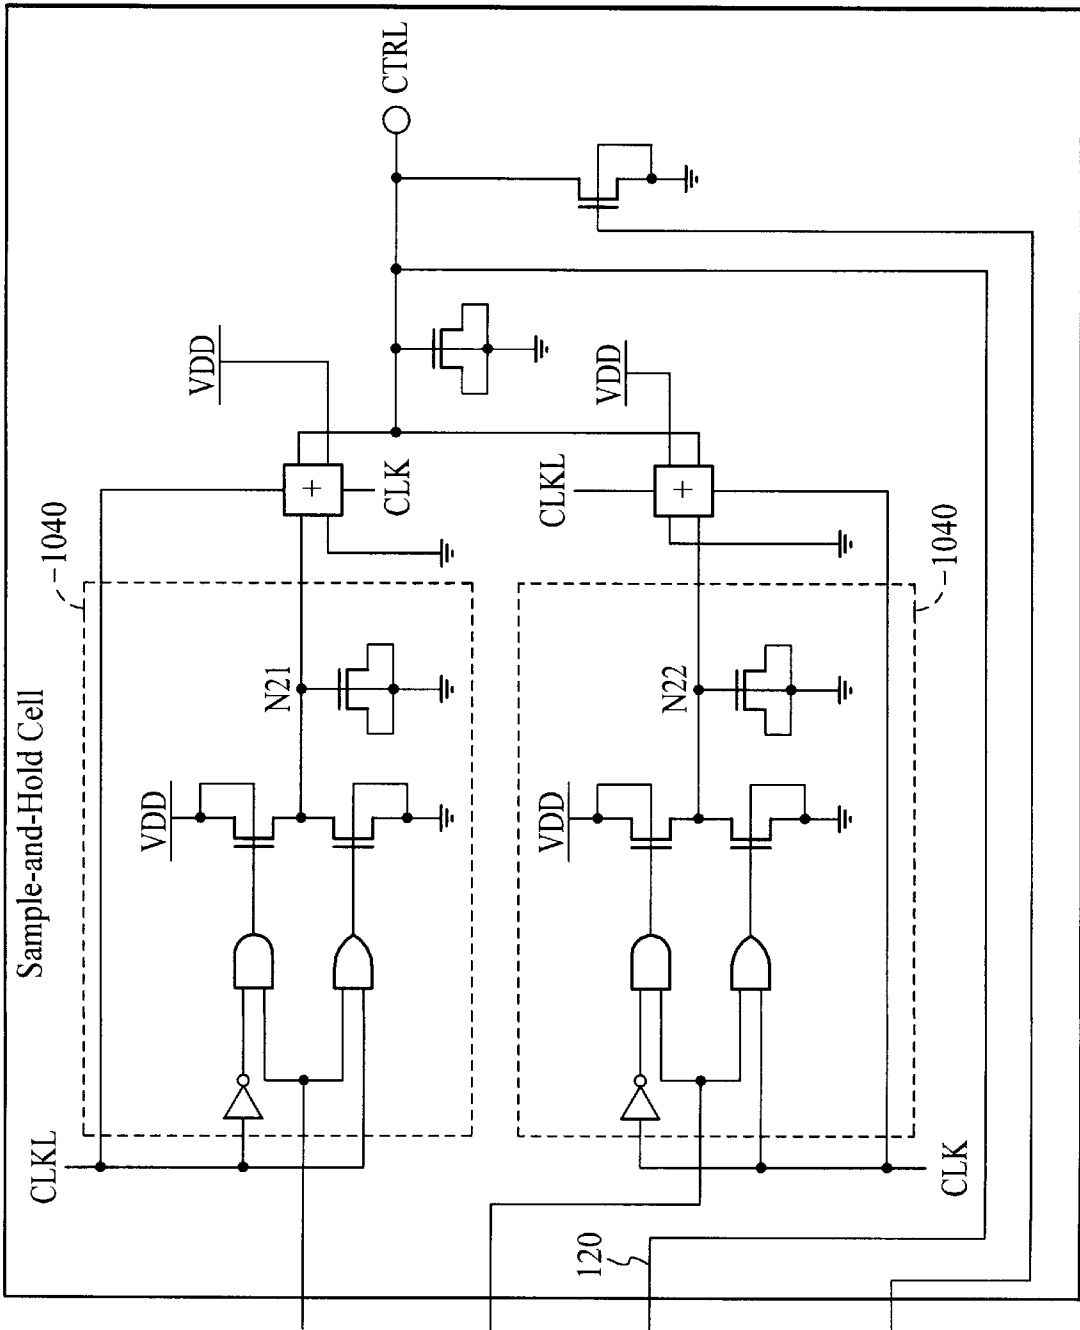 Sample-and-Hold Cell
CLKL
VDD
N21
1040
VDD
CLK
CTRL
CLK
VDD
N22
1040
CLKL
VDD
120
+
+